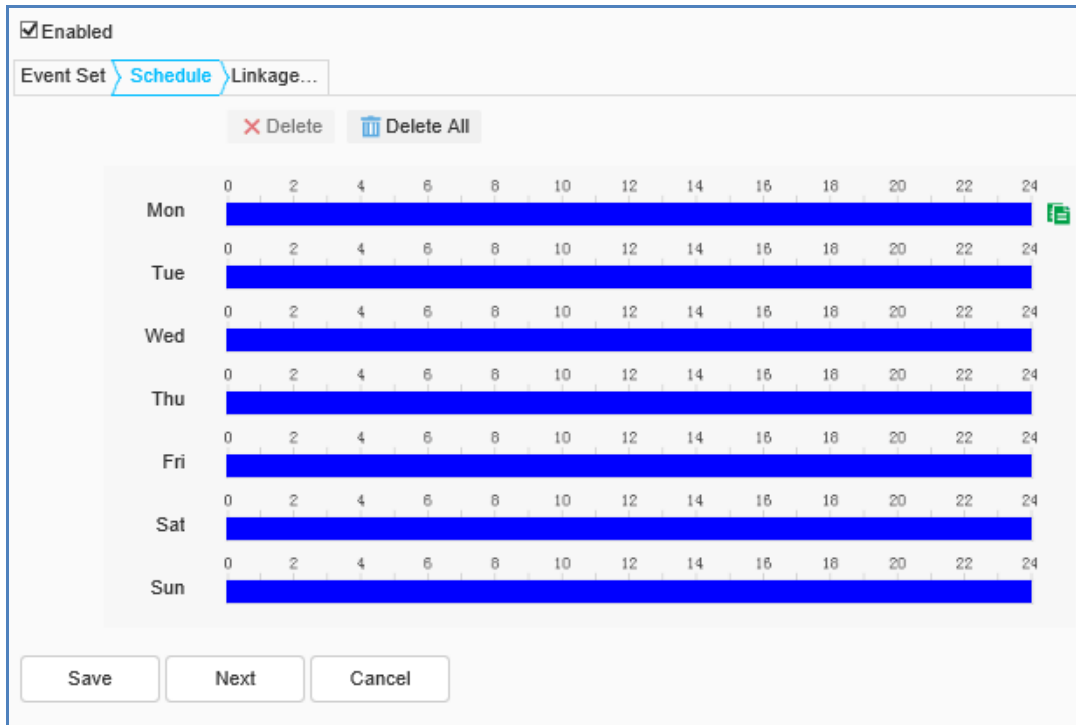 Enabled
Event Set Schedule Linkage...
Delete Delete All
0 2 4 6 8 10 12 14 16 18 20 22 24
Mon
0 2 4 6 8 10 12 14 16 18 20 22 24
Tue
0 2 4 6 8 10 12 14 16 18 20 22 24
Wed
0 2 4 6 8 10 12 14 16 18 20 22 24
Thu
0 2 4 6 8 10 12 14 16 18 20 22 24
Fri
0 2 4 6 8 10 12 14 16 18 20 22 24
Sat
0 2 4 6 8 10 12 14 16 18 20 22 24
Sun
Save Next Cancel